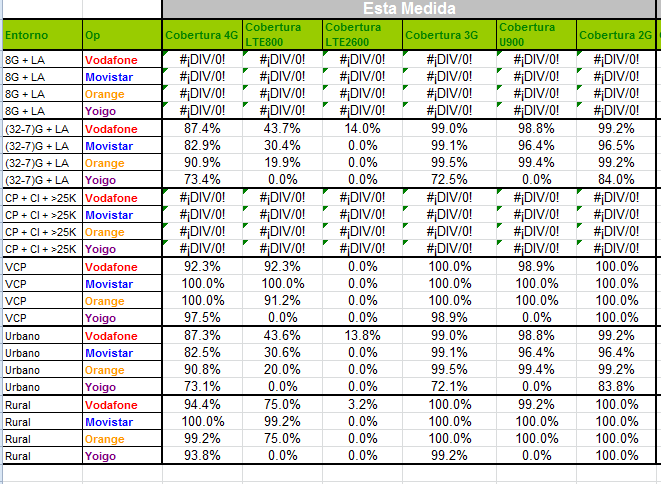 Esta Medida
Entorno Op Cobertura 4G Cobertura LTE800 Cobertura LTE2600 Cobertura 3G Cobertura U900 Cobertura 2G
8G + LA Vodafone #¡DIV/0! #¡DIV/0! #¡DIV/0! #¡DIV/0! #¡DIV/0! #¡DIV/0!
8G + LA Movistar #¡DIV/0! #¡DIV/0! #¡DIV/0! #¡DIV/0! #¡DIV/0! #¡DIV/0!
8G + LA Orange #¡DIV/0! #¡DIV/0! #¡DIV/0! #¡DIV/0! #¡DIV/0! #¡DIV/0!
8G + LA Yoigo #¡DIV/0! #¡DIV/0! #¡DIV/0! #¡DIV/0! #¡DIV/0! #¡DIV/0!
(32-7)G + LA Vodafone 87.4% 43.7% 14.0% 99.0% 98.8% 99.2%
(32-7)G + LA Movistar 82.9% 30.4% 0.0% 99.1% 96.4% 96.5%
(32-7)G + LA Orange 90.9% 19.9% 0.0% 99.5% 99.4% 99.2%
(32-7)G + LA Yoigo 73.4% 0.0% 0.0% 72.5% 0.0% 84.0%
CP + CI + >25K Vodafone #¡DIV/0! #¡DIV/0! #¡DIV/0! #¡DIV/0! #¡DIV/0! #¡DIV/0!
CP + CI + >25K Movistar #¡DIV/0! #¡DIV/0! #¡DIV/0! #¡DIV/0! #¡DIV/0! #¡DIV/0!
CP + CI + >25K Orange #¡DIV/0! #¡DIV/0! #¡DIV/0! #¡DIV/0! #¡DIV/0! #¡DIV/0!
CP + CI + >25K Yoigo #¡DIV/0! #¡DIV/0! #¡DIV/0! #¡DIV/0! #¡DIV/0! #¡DIV/0!
VCP Vodafone 92.3% 92.3% 0.0% 100.0% 98.9% 100.0%
VCP Movistar 100.0% 100.0% 0.0% 100.0% 100.0% 100.0%
VCP Orange 100.0% 91.2% 0.0% 100.0% 100.0% 100.0%
VCP Yoigo 97.5% 0.0% 0.0% 98.9% 0.0% 100.0%
Urbano Vodafone 87.3% 43.6% 13.8% 99.0% 98.8% 99.2%
Urbano Movistar 82.5% 30.6% 0.0% 99.1% 96.4% 96.4%
Urbano Orange 90.8% 20.0% 0.0% 99.5% 99.4% 99.2%
Urbano Yoigo 73.1% 0.0% 0.0% 72.1% 0.0% 83.8%
Rural Vodafone 94.4% 75.0% 3.2% 100.0% 99.2% 100.0%
Rural Movistar 100.0% 99.2% 0.0% 100.0% 100.0% 100.0%
Rural Orange 99.2% 75.0% 0.0% 100.0% 100.0% 100.0%
Rural Yoigo 93.8% 0.0% 0.0% 99.2% 0.0% 100.0%